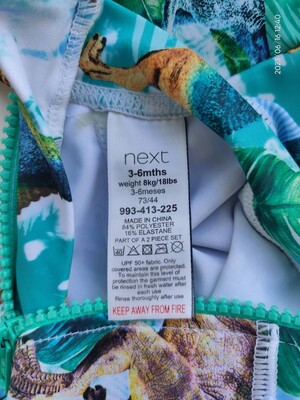 next
3-6mths
weight 8kg/18lbs
3-6meses
73/44
993-413-225
MADE IN CHINA
84% POLYESTER
16% ELASTANE
PART OF A 2 PIECE SET
UPF 50+ fabric. Only
covered areas are protected.
To maintain this level of
protection the garment must
be rinsed in fresh water after
each use
Rinse thoroughly after use
KEEP AWAY FROM FIRE